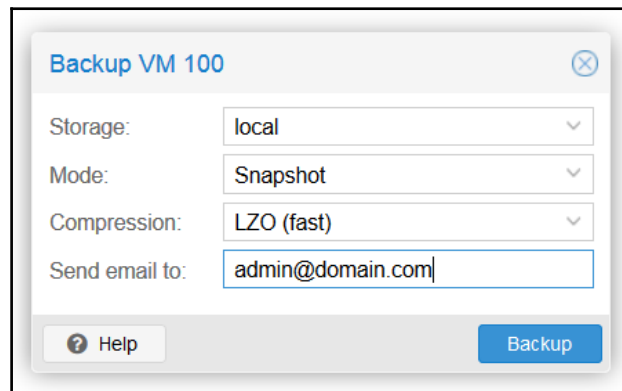 Backup VM 100
Storage: local
Mode: Snapshot
Compression: LZO (fast)
Send email to: admin@domain.com
Help Backup